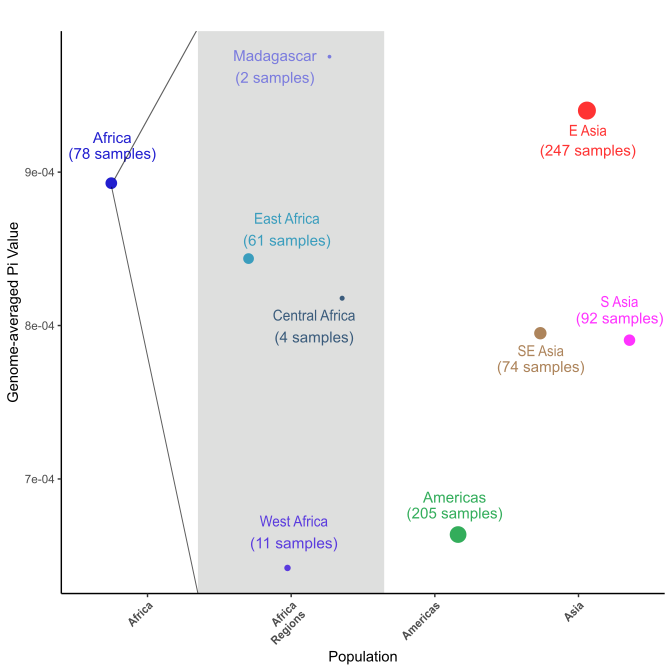 Madagascar
(2 samples)
E Asia
(247 samples)
Africa
(78 samples)
9e-04
East Africa
(61 samples)
Central Africa
(4 samples)
S Asia
(92 samples)
8e-04
SE Asia
(74 samples)
7e-04
Americas
(205 samples)
West Africa
(11 samples)
Genome-averaged Pi Value
Africa
Africa
Regions
Americas
Asia
Population